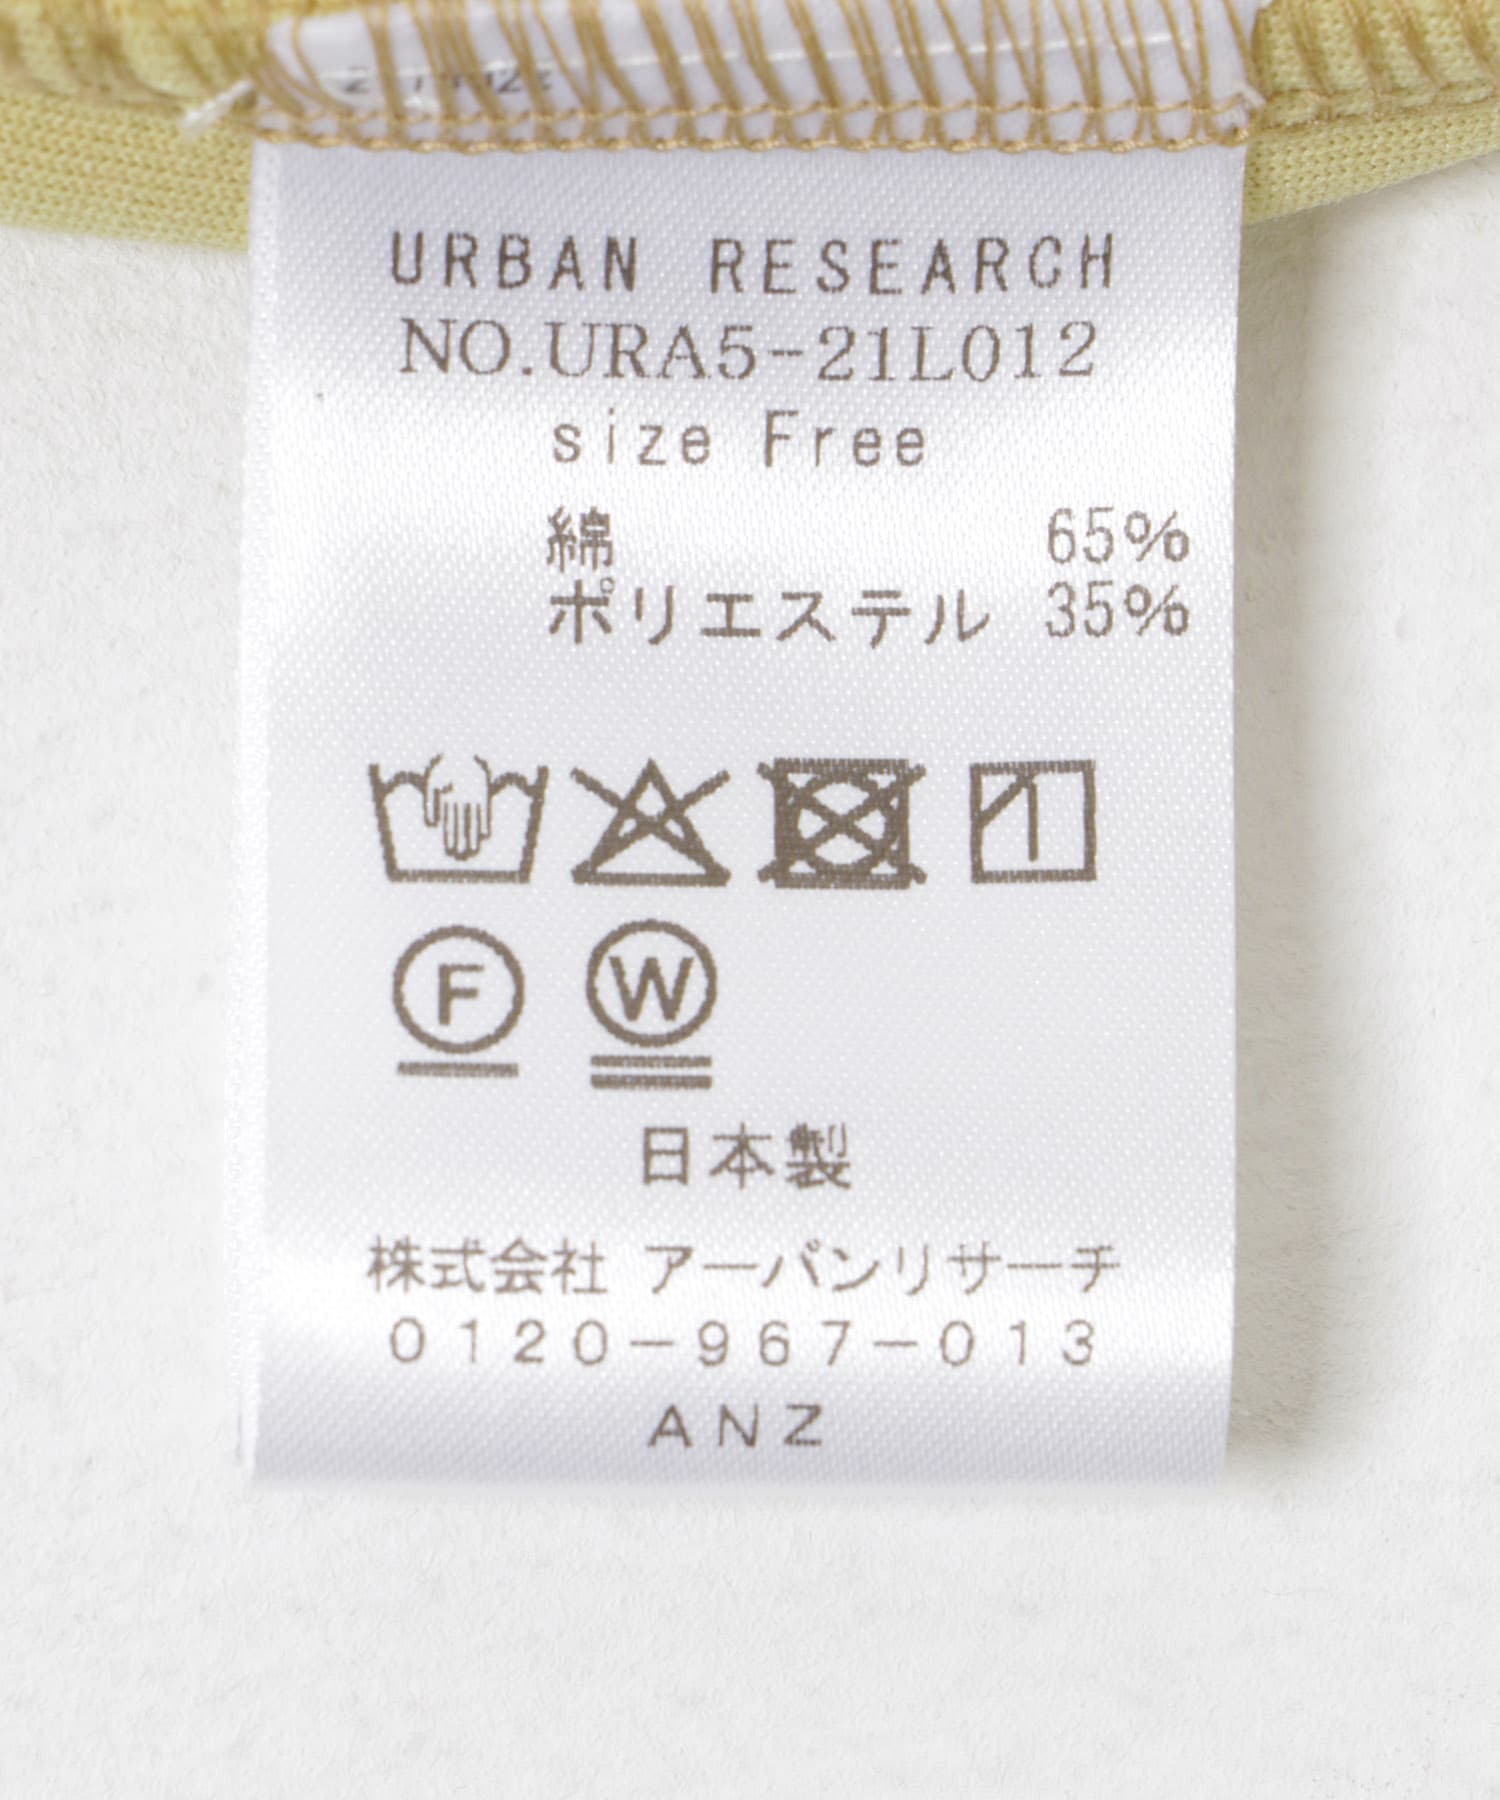 URBAN RESEARCH
NO.URA5-21L012
size Free
綿 65%
ポリエステル 35%
F W
日本製
株式会社 アーバンリサーチ
0120-967-013
ANZ